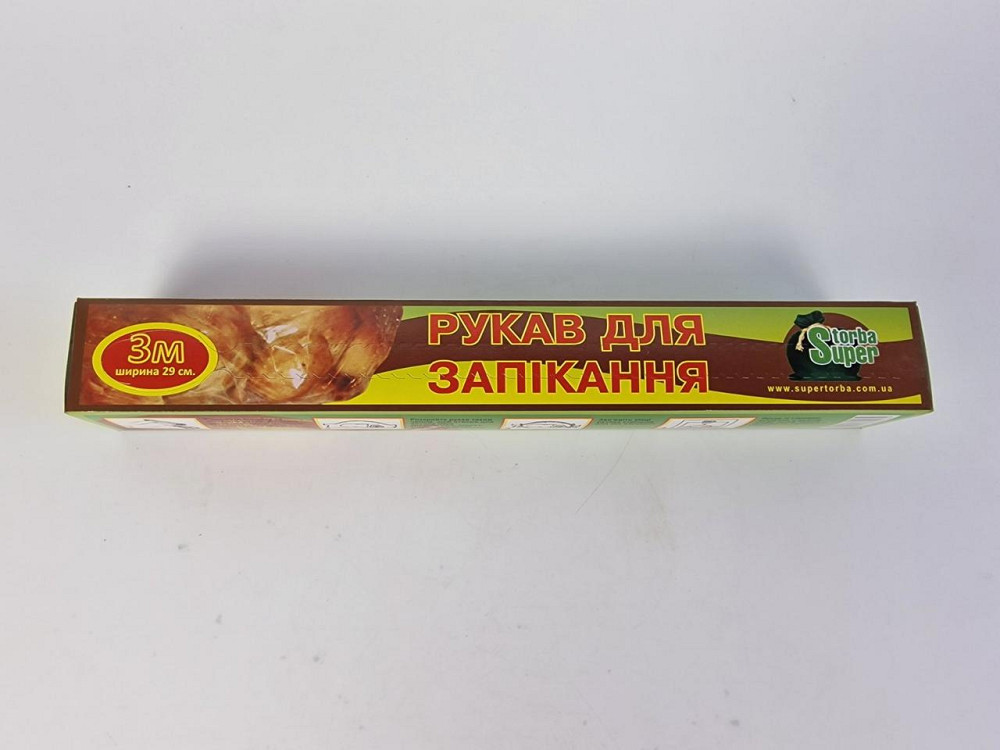 3м
ширина 29 см.
РУКАВ ДЛЯ
ЗАПІКАННЯ
Storba
Super
www.supertorba.com.ua